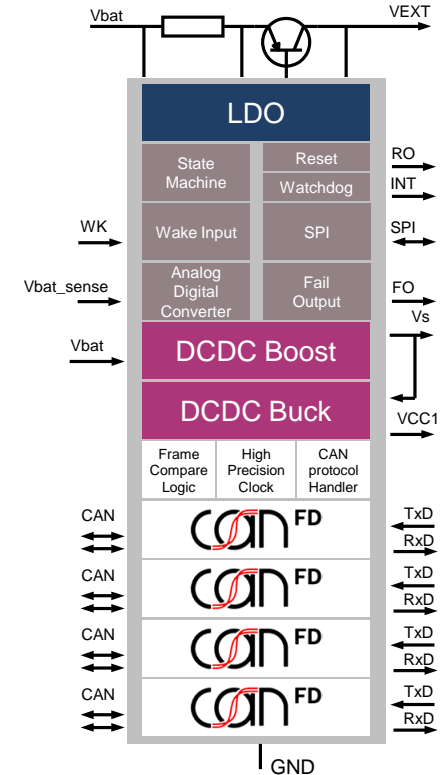 Vbat
VEXT
LDO
State
Machine
Reset
Watchdog
RO
INT
WK
Wake Input
SPI
SPI
Vbat_sense
Analog
Digital
Converter
Fail
Output
FO
Vs
Vbat
DCDC Boost
DCDC Buck
VCC1
Frame
Compare
Logic
High
Precision
Clock
CAN
protocol
Handler
CAN
can FD
TxD
RxD
CAN
can FD
TxD
RxD
CAN
can FD
TxD
RxD
CAN
can FD
TxD
RxD
GND